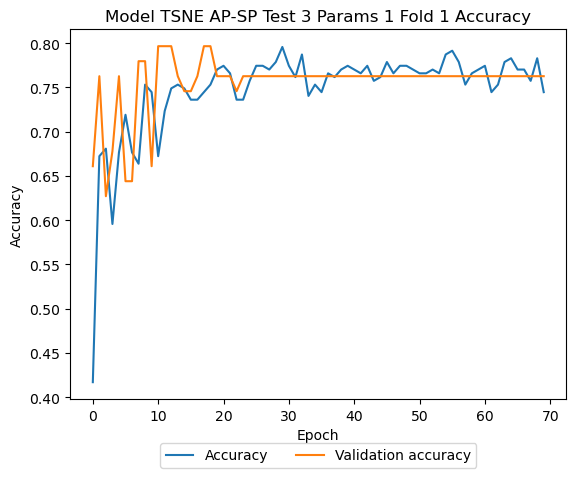 Model TSNE AP-SP Test 3 Params 1 Fold 1 Accuracy
0.80
0.75
0.70
0.65
0.60
0.55
0.50
0.45
0.40
Accuracy
0 10 20 30 40 50 60 70
Epoch
Accuracy Validation accuracy